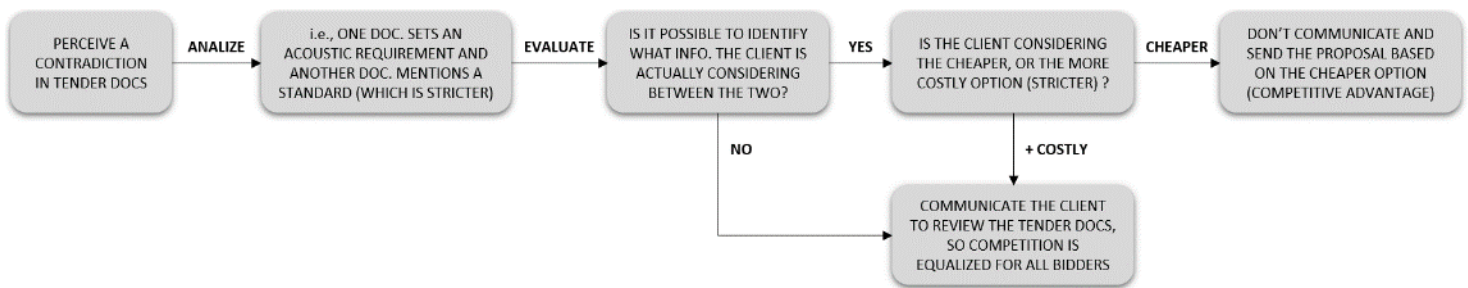 PERCEIVE A
CONTRADICTION
IN TENDER DOCS
ANALIZE
i.e., ONE DOC. SETS AN
ACOUSTIC REQUIREMENT AND
ANOTHER DOC. MENTIONS A
STANDARD (WHICH IS STRICTER)
EVALUATE
IS IT POSSIBLE TO IDENTIFY
WHAT INFO. THE CLIENT IS
ACTUALLY CONSIDERING
BETWEEN THE TWO?
YES
IS THE CLIENT CONSIDERING
THE CHEAPER, OR THE MORE
COSTLY OPTION (STRICTER) ?
CHEAPER
DON'T COMMUNICATE AND
SEND THE PROPOSAL BASED
ON THE CHEAPER OPTION
(COMPETITIVE ADVANTAGE)
NO
+ COSTLY
COMMUNICATE THE CLIENT
TO REVIEW THE TENDER DOCS,
SO COMPETITION IS
EQUALIZED FOR ALL BIDDERS